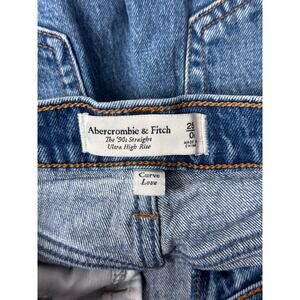 Abercrombie & Fitch
The '90s Straight
Ultra High Rise
Curve
Love